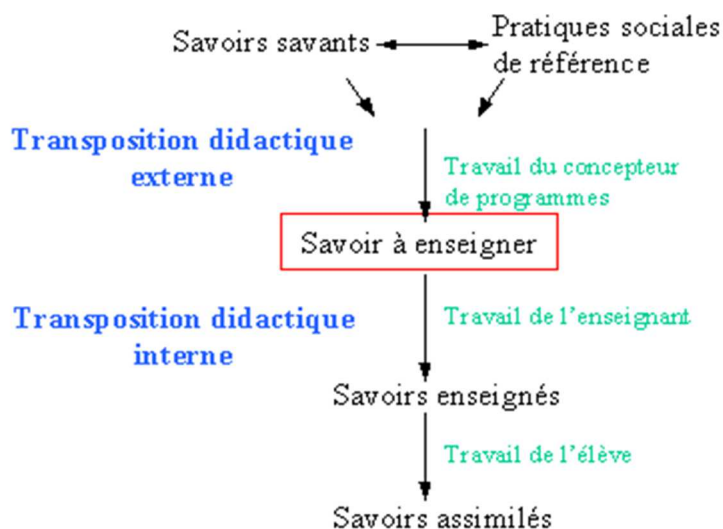 Savoirs savants
Pratiques sociales
de référence
Transposition didactique
externe
Travail du concepteur
de programmes
Savoir à enseigner
Transposition didactique
interne
Travail de l'enseignant
Savoirs enseignés
Travail de l'élève
Savoirs assimilés